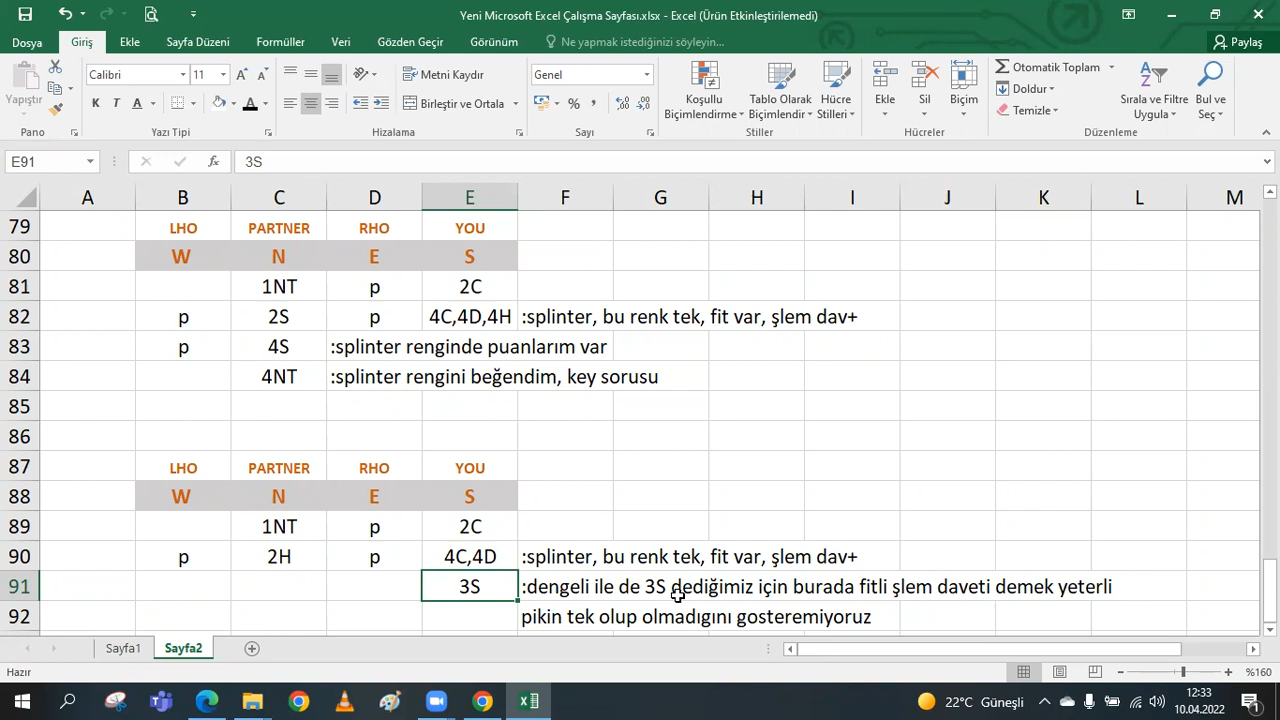 Yeni Microsoft Excel Çalışma Sayfası.xlsx - Excel (Ürün Etkinleştirilemedi)
Dosya Giriş Ekle Sayfa Düzeni Formüller Veri Gözden Geçir Görünüm Ne yapmak istediğinizi söyleyin... Paylaş
Yapıştır
Calibri 11
K T A
Metni Kaydır
Birleştir ve Ortala
Genel
Koşullu Biçimlendirme
Tablo Olarak Biçimlendir
Hücre Stilleri
Ekle Sil Biçim
Otomatik Toplam
Doldur
Temizle
Sırala ve Filtre Uygula
Bul ve Seç
Pano Yazı Tipi Hizalama Sayı Stiller Hücreler Düzenleme
E91 fx 3S
A B C D E F G H I J K L M
79 LHO PARTNER RHO YOU
80 W N E S
81 1NT p 2C
82 p 2S p 4C,4D,4H :splinter, bu renk tek, fit var, şlem dav+
83 p 4S :splinter renginde puanlarım var
84 4NT :splinter rengini beğendim, key sorusu
85
86
87 LHO PARTNER RHO YOU
88 W N E S
89 1NT p 2C
90 p 2H p 4C,4D :splinter, bu renk tek, fit var, şlem dav+
91 3S :dengeli ile de 3S dediğimiz için burada fitli şlem daveti demek yeterli
92 pikin tek olup olmadıgını gosteremiyoruz
Sayfa1 Sayfa2
Hazır %160
22°C Güneşli 12:33
10.04.2022